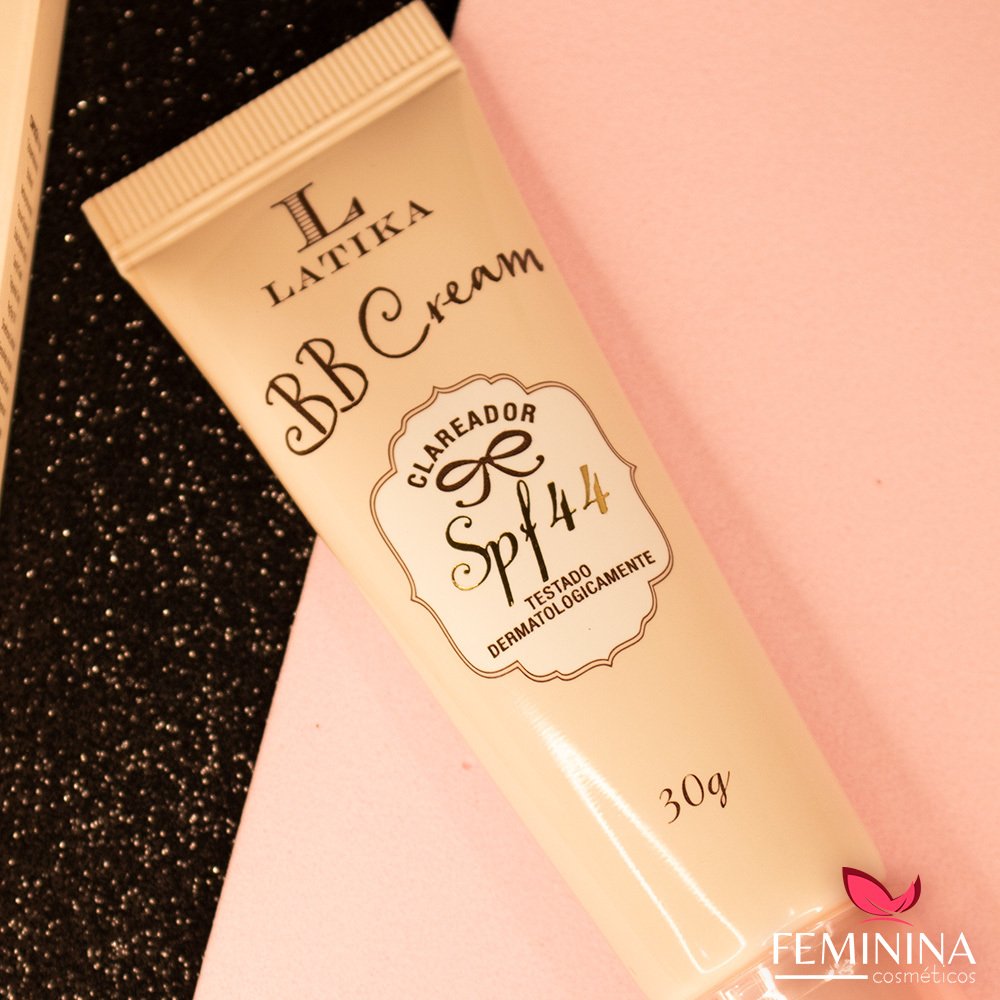 L
LATIKA
BB Cream
CLAREADOR
Spf 44
TESTADO
DERMATOLOGICAMENTE
30g
FEMININA
cosméticos